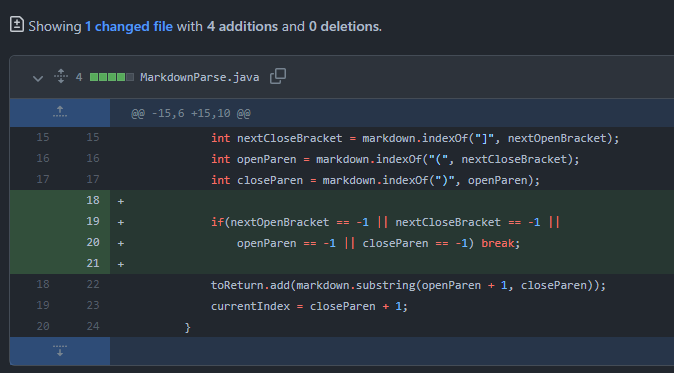 Showing 1 changed file with 4 additions and 0 deletions.
4 MarkdownParse.java
@@ -15,6 +15,10 @@
15 15 int nextCloseBracket = markdown.indexOf("]", nextOpenBracket);
16 16 int openParen = markdown.indexOf("(", nextCloseBracket);
17 17 int closeParen = markdown.indexOf(")", openParen);
18 +
19 + if(nextOpenBracket == -1 || nextCloseBracket == -1 ||
20 + openParen == -1 || closeParen == -1) break;
21 +
18 22 toReturn.add(markdown.substring(openParen + 1, closeParen));
19 23 currentIndex = closeParen + 1;
20 24 }